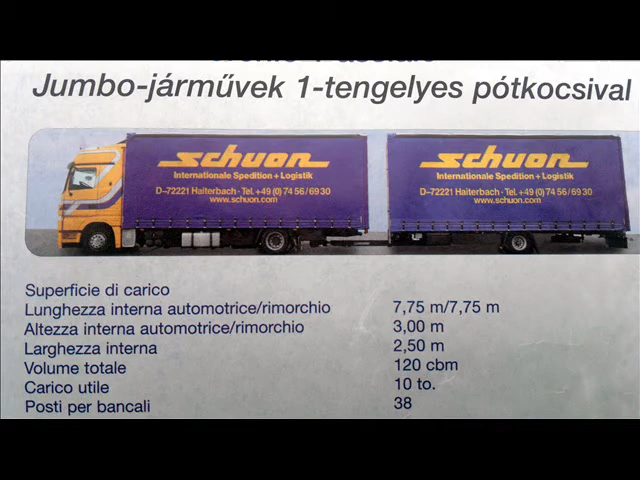 Jumbo-járművek 1-tengelyes pótkocsival
schuon
Internationale Spedition + Logistik
D-72221 Haiterbach · Tel. +49 (0) 74 56/69 30
www.schuon.com
schuon
Internationale Spedition + Logistik
D-72221 Haiterbach · Tel. +49 (0) 74 56/69 30
www.schuon.com
Superficie di carico
Lunghezza interna automotrice/rimorchio 7,75 m/7,75 m
Altezza interna automotrice/rimorchio 3,00 m
Larghezza interna 2,50 m
Volume totale 120 cbm
Carico utile 10 to.
Posti per bancali 38